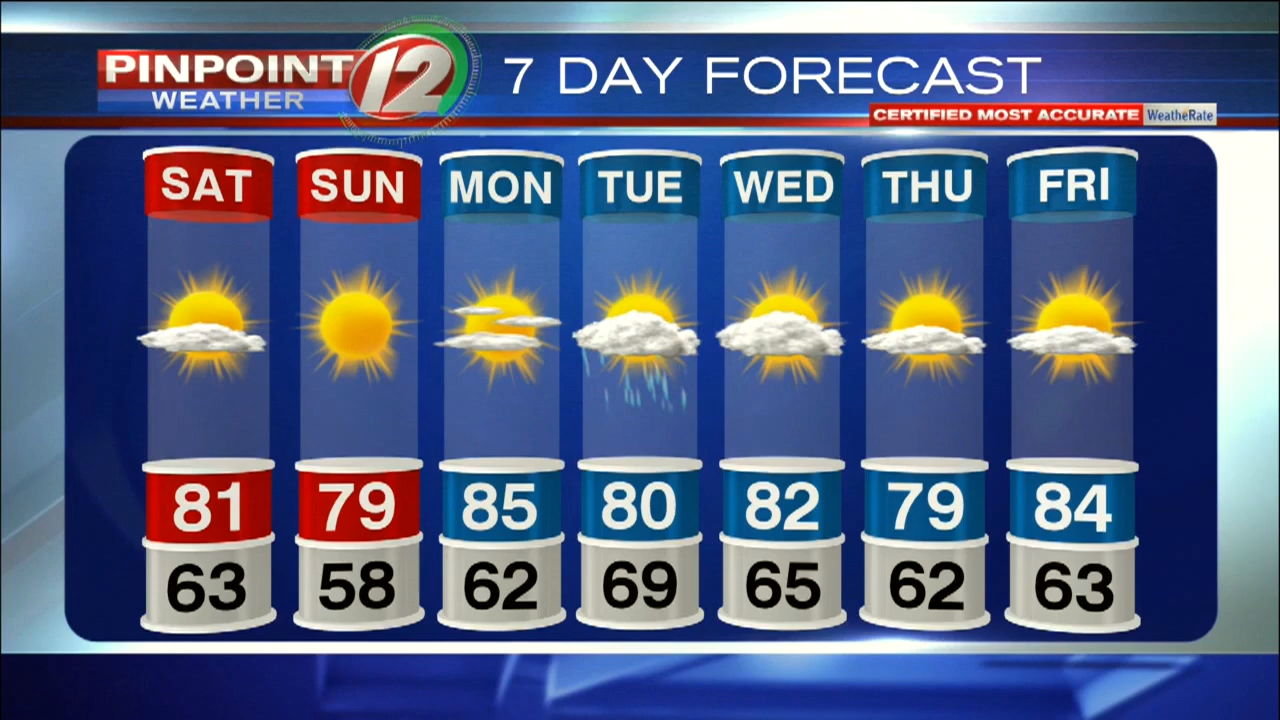 PINPOINT 12
WEATHER
7 DAY FORECAST
CERTIFIED MOST ACCURATE WeatheRate
SAT SUN MON TUE WED THU FRI
81 79 85 80 82 79 84
63 58 62 69 65 62 63